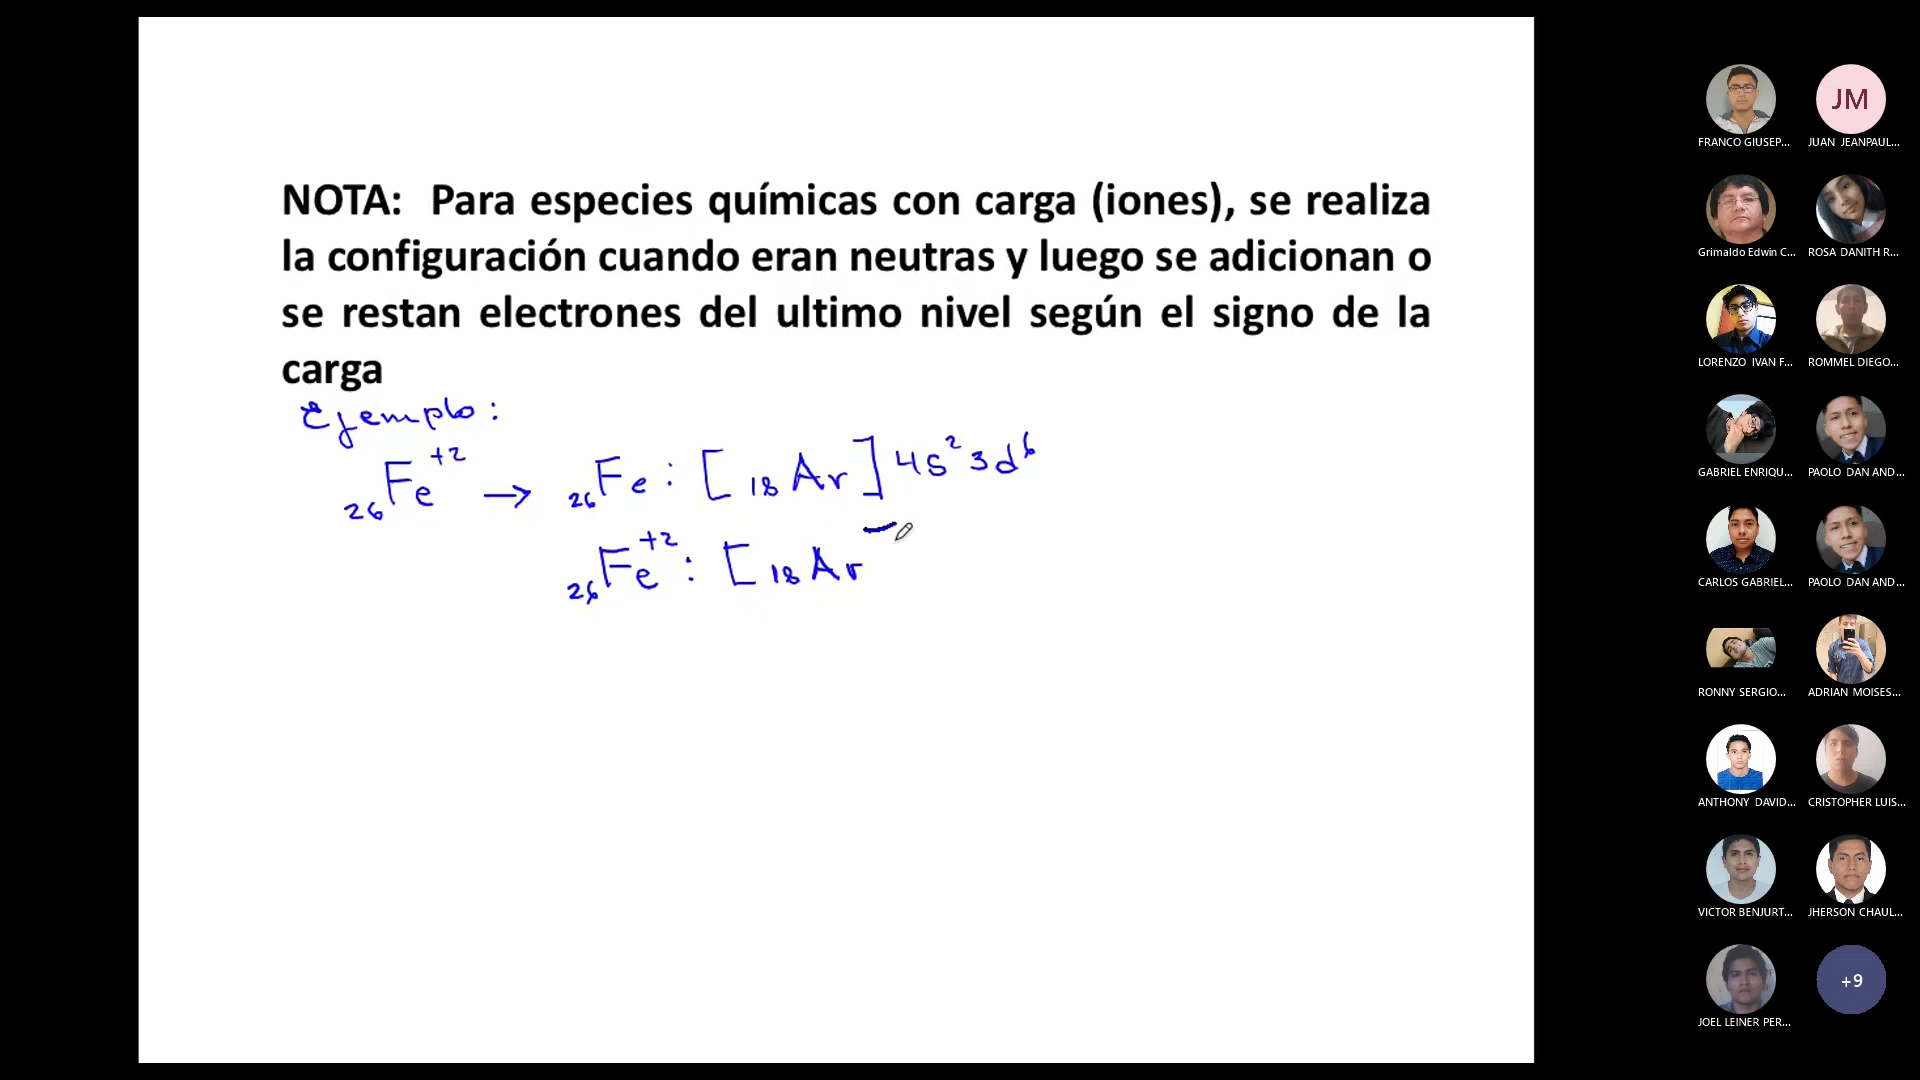 NOTA: Para especies químicas con carga (iones), se realiza
la configuración cuando eran neutras y luego se adicionan o
se restan electrones del ultimo nivel según el signo de la
carga
Ejemplo:
₂₆Fe⁺² → ₂₆Fe: [₁₈Ar] 4s²3d⁶
₂₆Fe⁺²: [₁₈Ar
FRANCO GIUSEP...
JM
JUAN JEANPAUL...
Grimaldo Edwin C...
ROSA DANITH R...
LORENZO IVAN F...
ROMMEL DIEGO...
GABRIEL ENRIQU...
PAOLO DAN AND...
CARLOS GABRIEL...
PAOLO DAN AND...
RONNY SERGIO...
ADRIAN MOISES...
ANTHONY DAVID...
CRISTOPHER LUIS...
VICTOR BENJURT...
JHERSON CHAUL...
JOEL LEINER PER...
+9